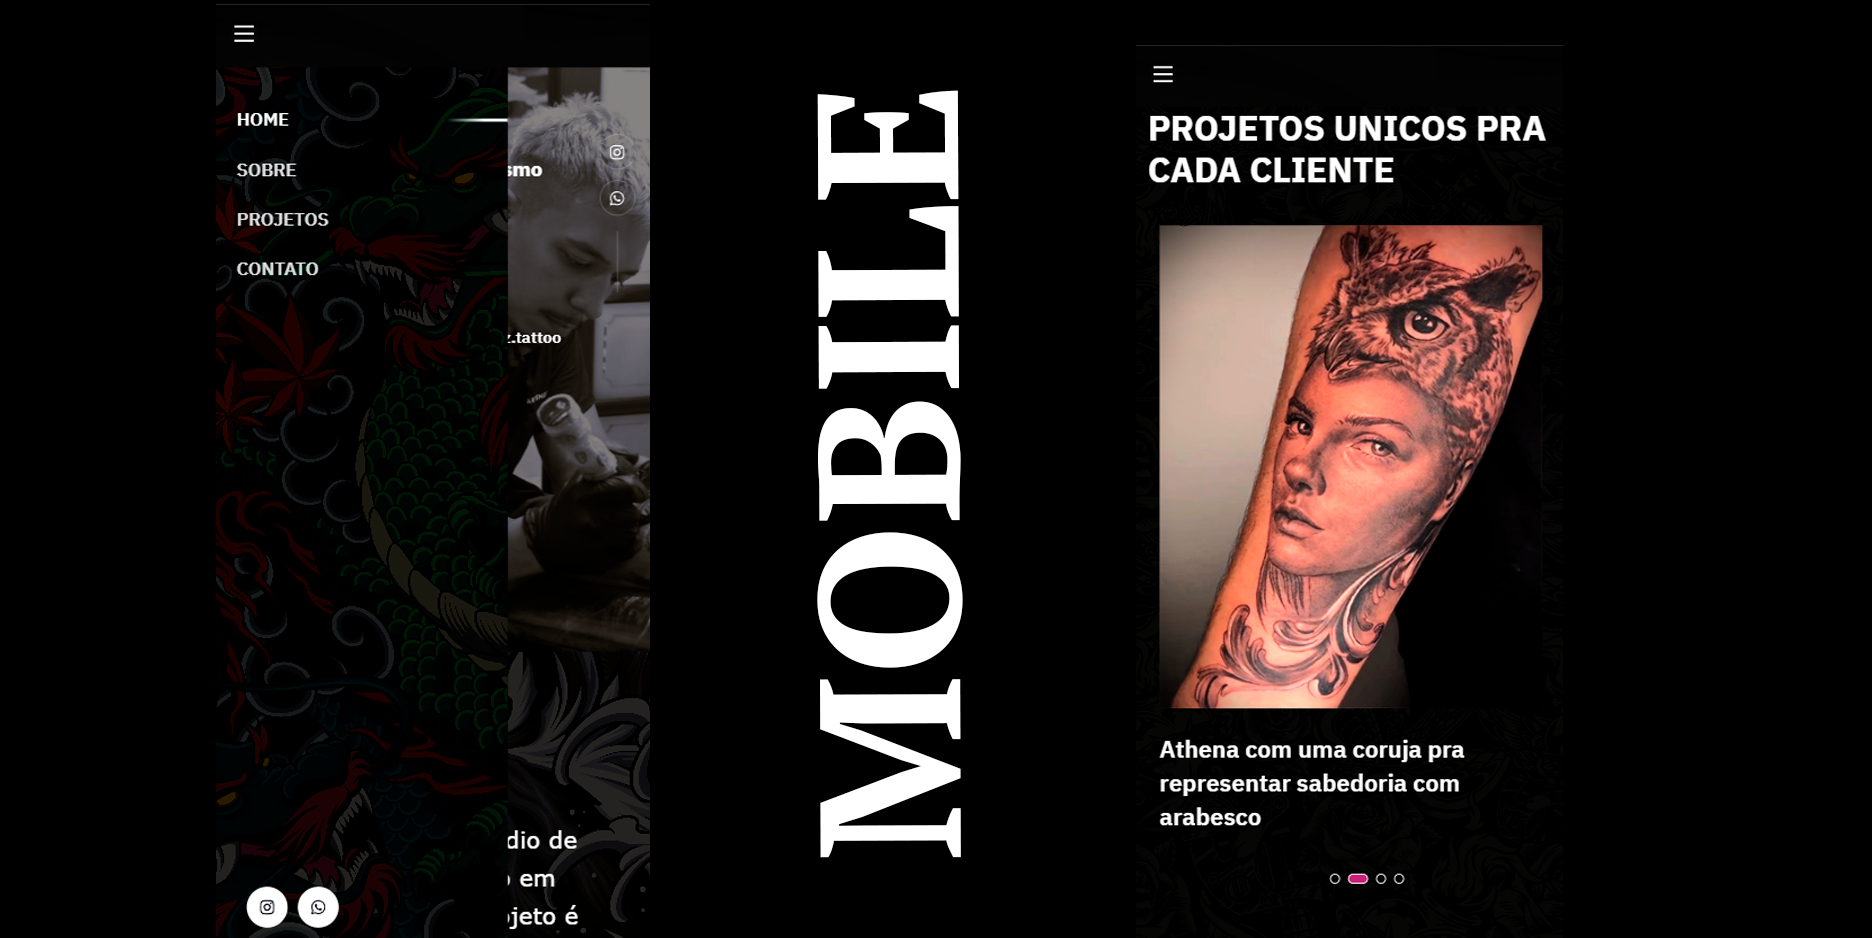 HOME
SOBRE
PROJETOS
CONTATO
smo
z.tattoo
dio de
em
ojeto é
MOBILE
PROJETOS UNICOS PRA
CADA CLIENTE
Athena com uma coruja pra
representar sabedoria com
arabesco